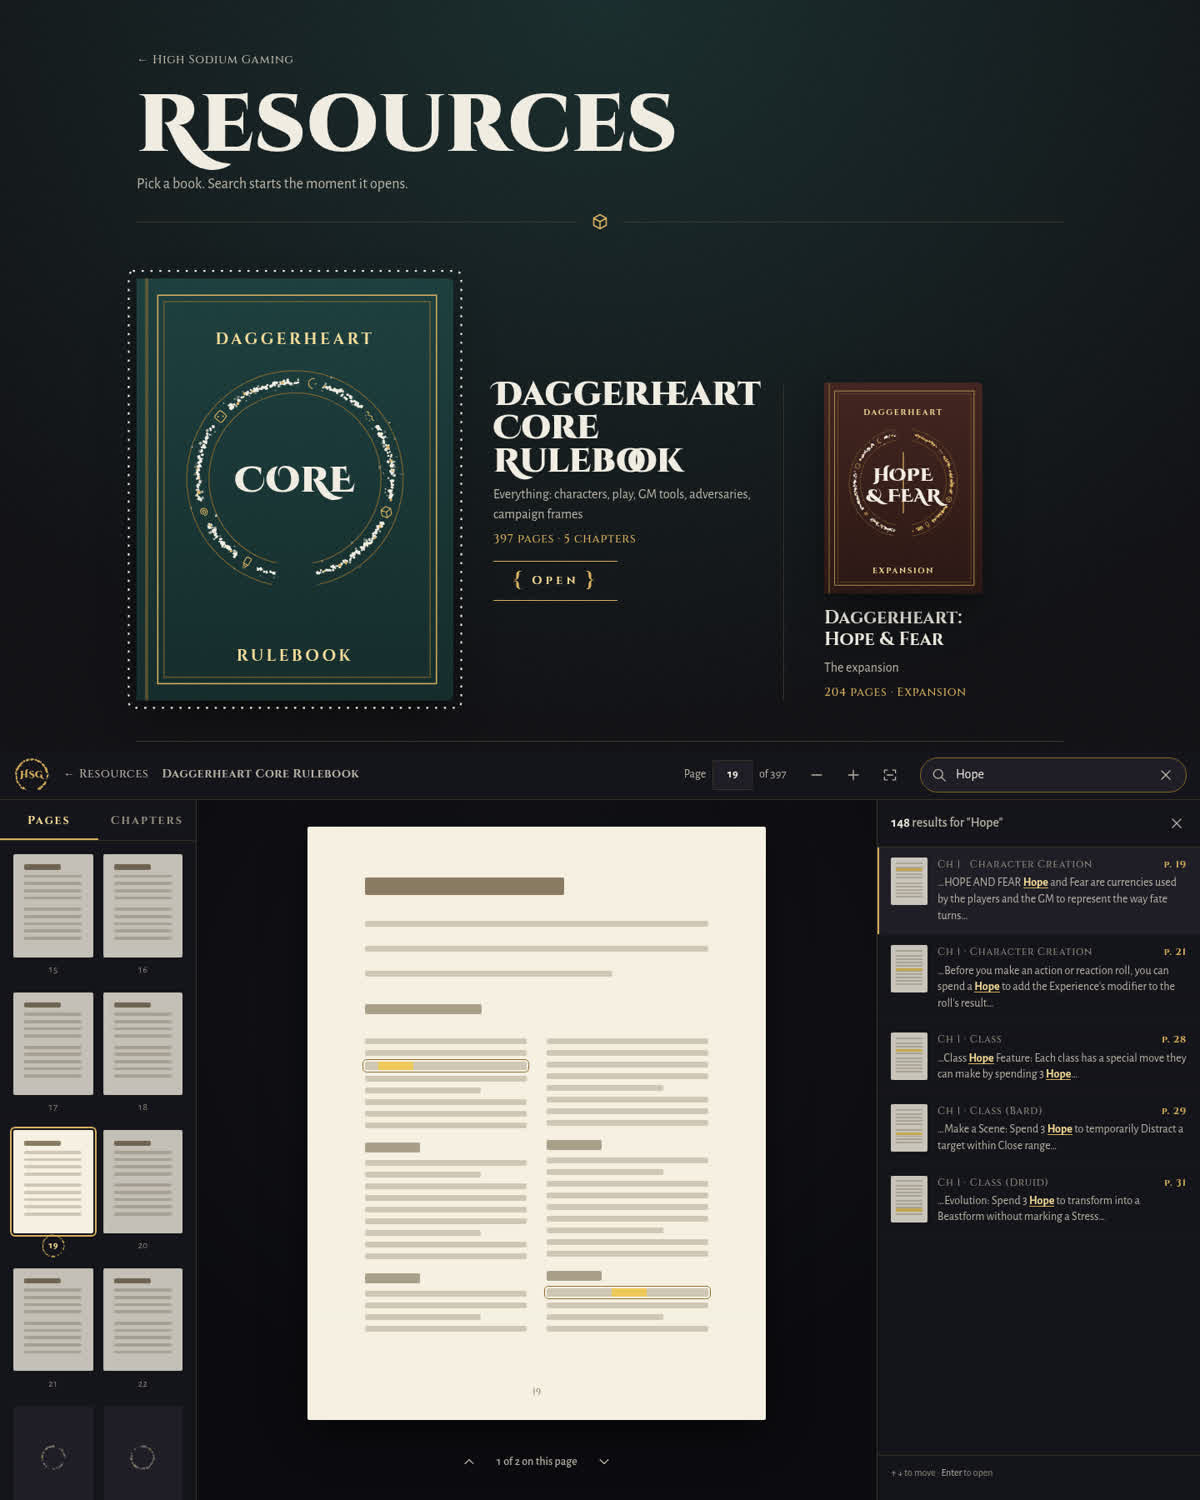 ← High Sodium Gaming
Resources
Pick a book. Search starts the moment it opens.
DAGGERHEART
CORE
RULEBOOK
Daggerheart
Core
Rulebook
Everything: characters, play, GM tools, adversaries,
campaign frames
397 pages · 5 chapters
{ Open }
DAGGERHEART
HOPE
& FEAR
EXPANSION
Daggerheart:
Hope & Fear
The expansion
204 pages · Expansion
HSG
← Resources
Daggerheart Core Rulebook
Page 19 of 397
Hope
Pages
Chapters
15
16
17
18
19
20
21
22
19
1 of 2 on this page
148 results for "Hope"
Ch 1 · Character Creation
p. 19
…HOPE AND FEAR Hope and Fear are currencies used
by the players and the GM to represent the way fate
turns…
Ch 1 · Character Creation
p. 21
…Before you make an action or reaction roll, you can
spend a Hope to add the Experience's modifier to the
roll's result…
Ch 1 · Class
p. 28
…Class Hope Feature: Each class has a special move they
can make by spending 3 Hope…
Ch 1 · Class (Bard)
p. 29
…Make a Scene: Spend 3 Hope to temporarily Distract a
target within Close range…
Ch 1 · Class (Druid)
p. 31
…Evolution: Spend 3 Hope to transform into a
Beastform without marking a Stress…
↑ ↓ to move · Enter to open